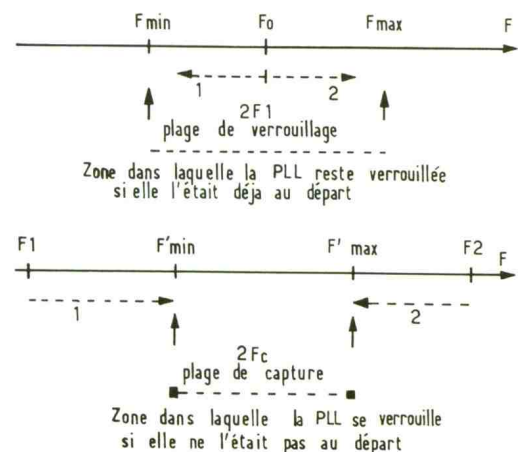 Fmin Fo Fmax F
1 2
2F1
plage de verrouillage
Zone dans laquelle la PLL reste verrouillée
si elle l'était déja au départ
F1 F'min F' max F2 F
1 2
2Fc
plage de capture
Zone dans laquelle la PLL se verrouille
si elle ne l'était pas au départ